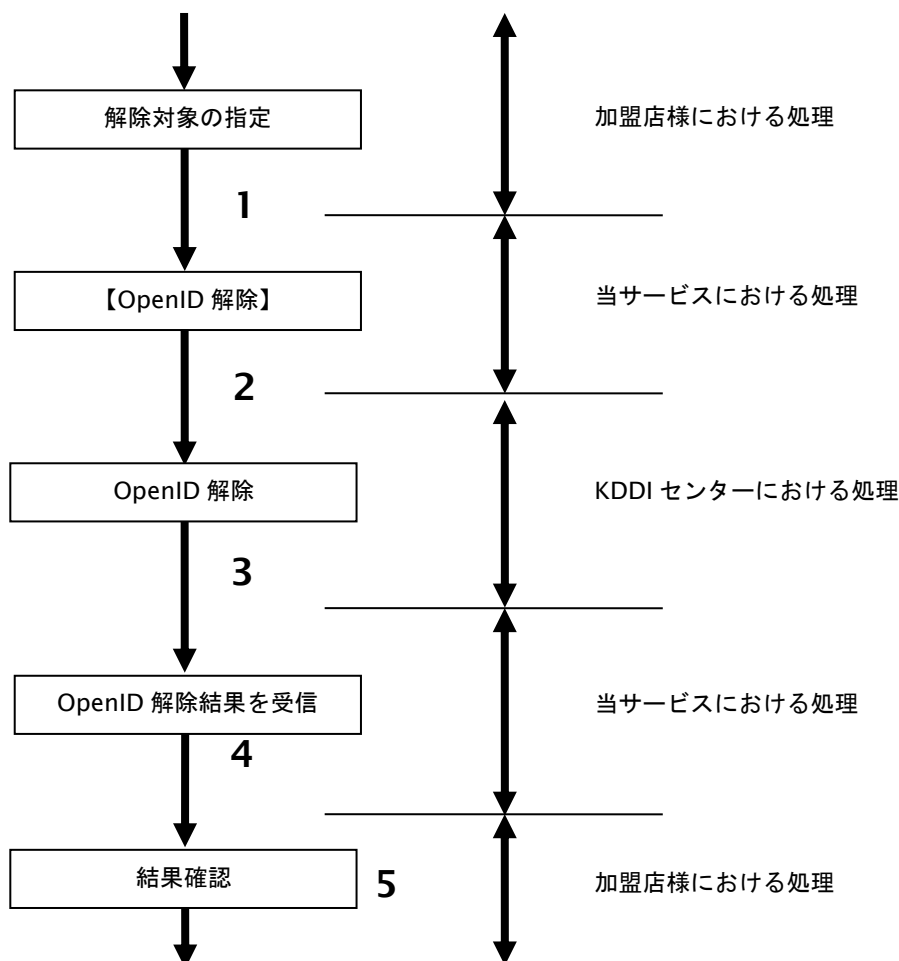 解除対象の指定
加盟店様における処理
1
【OpenID 解除】
当サービスにおける処理
2
OpenID 解除
KDDI センターにおける処理
3
OpenID 解除結果を受信
当サービスにおける処理
4
結果確認
5
加盟店様における処理